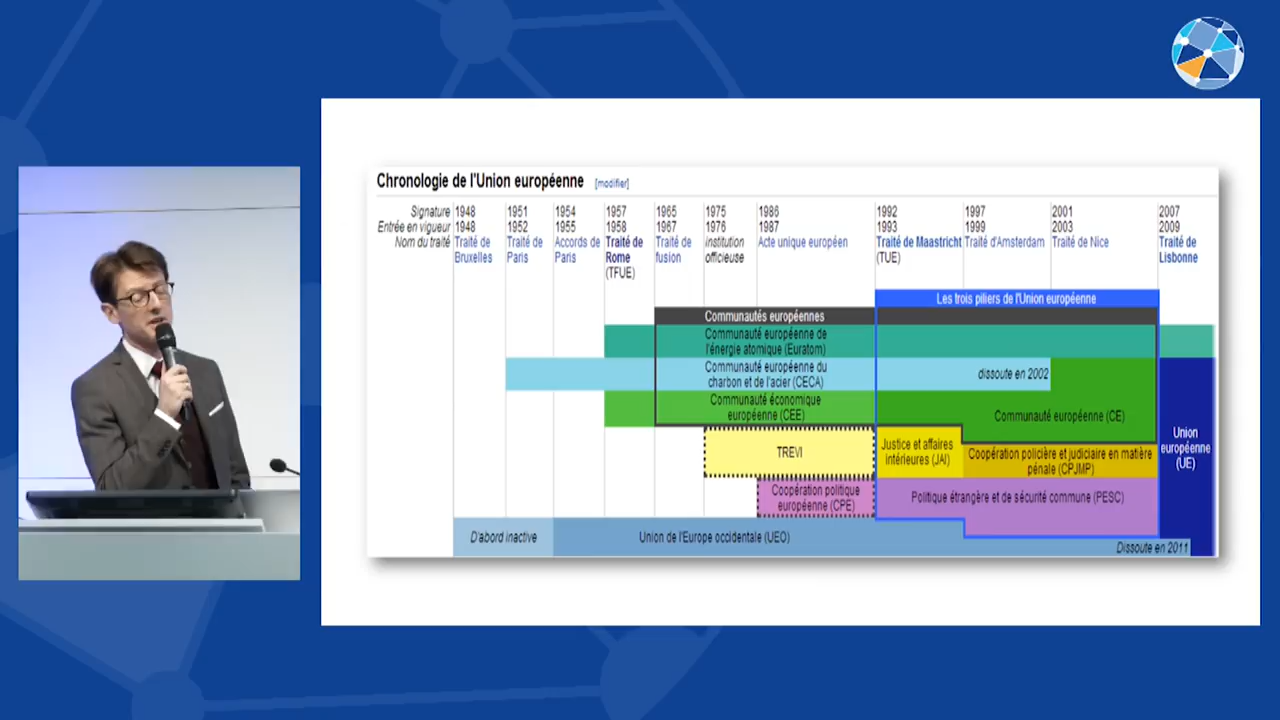 Chronologie de l'Union européenne [modifier]
Signature 1948 1951 1954 1957 1965 1975 1986 1992 1997 2001 2007
Entrée en vigueur 1948 1952 1955 1958 1967 1976 1987 1993 1999 2003 2009
Nom du traité Traité de Traité de Accords de Traité de Traité de institution Acte unique européen Traité de Maastricht Traité d'Amsterdam Traité de Nice Traité de
Bruxelles Paris Paris Rome fusion officieuse (TUE) Lisbonne
(TFUE)
Les trois piliers de l'Union européenne
Communautés européennes
Communauté européenne de
l'énergie atomique (Euratom)
Communauté européenne du
charbon et de l'acier (CECA)
dissoute en 2002
Communauté économique
européenne (CEE)
Communauté européenne (CE)
TREVI
Justice et affaires
intérieures (JAI)
Coopération policière et judiciaire en matière
pénale (CPJMP)
Union
européenne
(UE)
Coopération politique
européenne (CPE)
Politique étrangère et de sécurité commune (PESC)
D'abord inactive
Union de l'Europe occidentale (UEO)
Dissoute en 2011